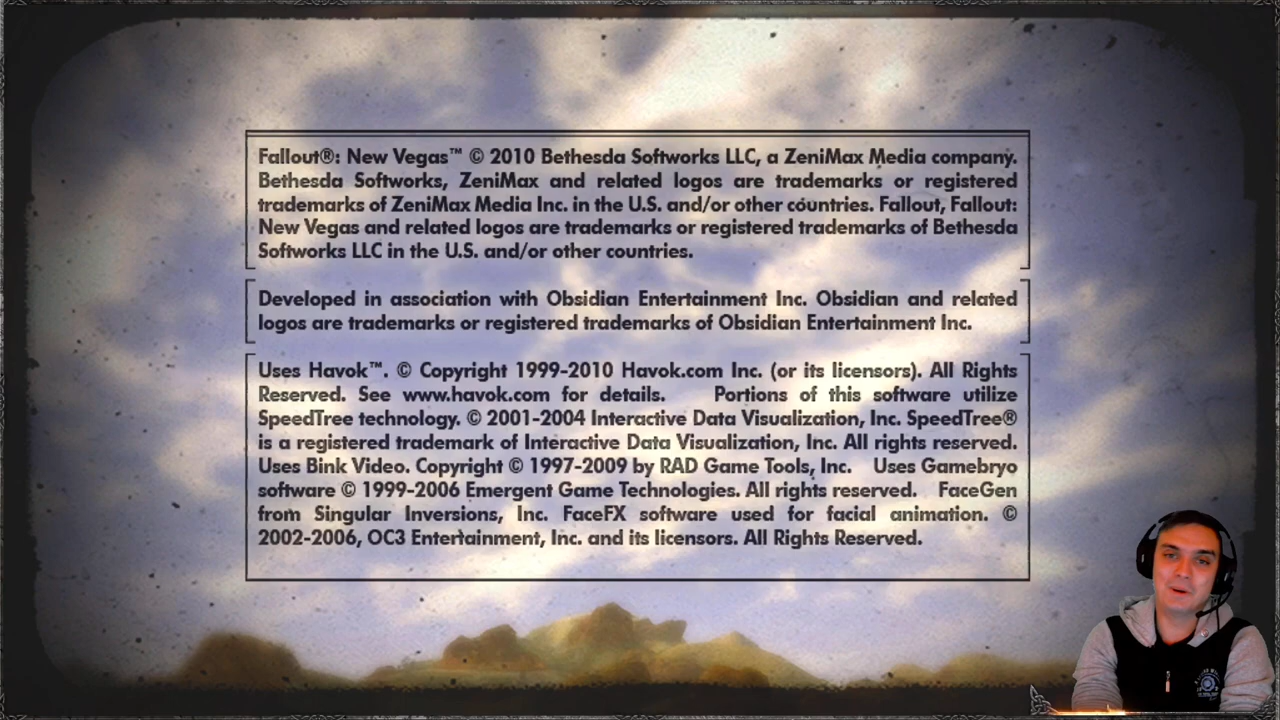 Fallout®: New Vegas™ © 2010 Bethesda Softworks LLC, a ZeniMax Media company.
Bethesda Softworks, ZeniMax and related logos are trademarks or registered
trademarks of ZeniMax Media Inc. in the U.S. and/or other countries. Fallout, Fallout:
New Vegas and related logos are trademarks or registered trademarks of Bethesda
Softworks LLC in the U.S. and/or other countries.
Developed in association with Obsidian Entertainment Inc. Obsidian and related
logos are trademarks or registered trademarks of Obsidian Entertainment Inc.
Uses Havok™. © Copyright 1999-2010 Havok.com Inc. (or its licensors). All Rights
Reserved. See www.havok.com for details. Portions of this software utilize
SpeedTree technology. © 2001-2004 Interactive Data Visualization, Inc. SpeedTree®
is a registered trademark of Interactive Data Visualization, Inc. All rights reserved.
Uses Bink Video. Copyright © 1997-2009 by RAD Game Tools, Inc. Uses Gamebryo
software © 1999-2006 Emergent Game Technologies. All rights reserved. FaceGen
from Singular Inversions, Inc. FaceFX software used for facial animation. ©
2002-2006, OC3 Entertainment, Inc. and its licensors. All Rights Reserved.